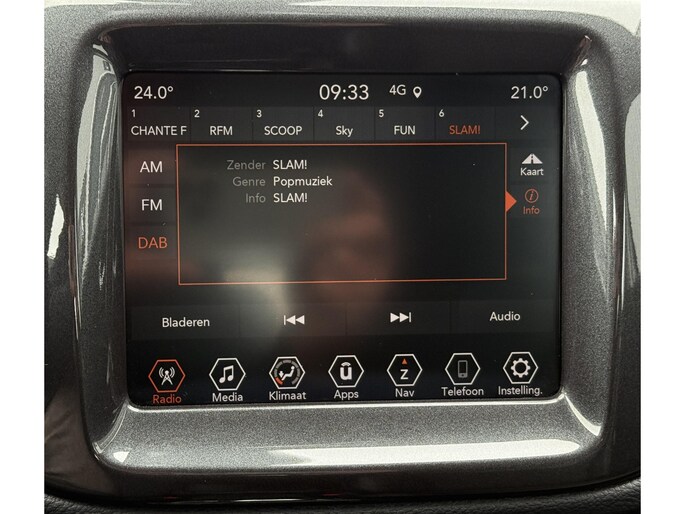 24.0° 09:33 4G 21.0°
1 2 3 4 5 6
CHANTE F RFM SCOOP Sky FUN SLAM!
AM
FM
DAB
Zender SLAM!
Genre Popmuziek
Info SLAM!
Kaart
Info
Bladeren Audio
û z
Radio Media Klimaat Apps Nav Telefoon Instelling.